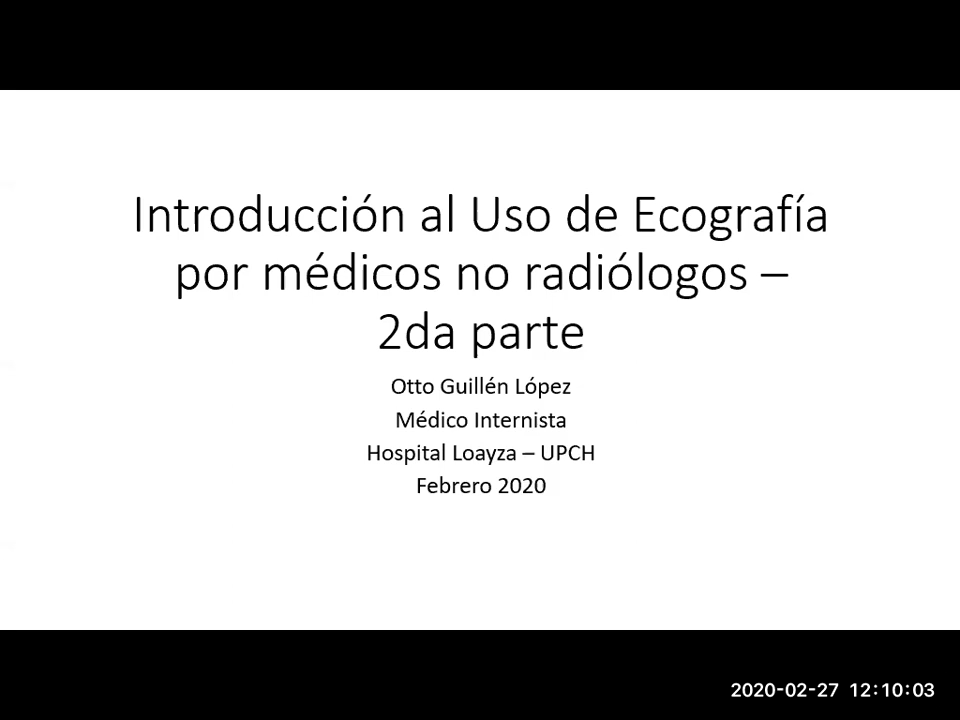 Introducción al Uso de Ecografía
por médicos no radiólogos –
2da parte
Otto Guillén López
Médico Internista
Hospital Loayza – UPCH
Febrero 2020
2020-02-27 12:10:03